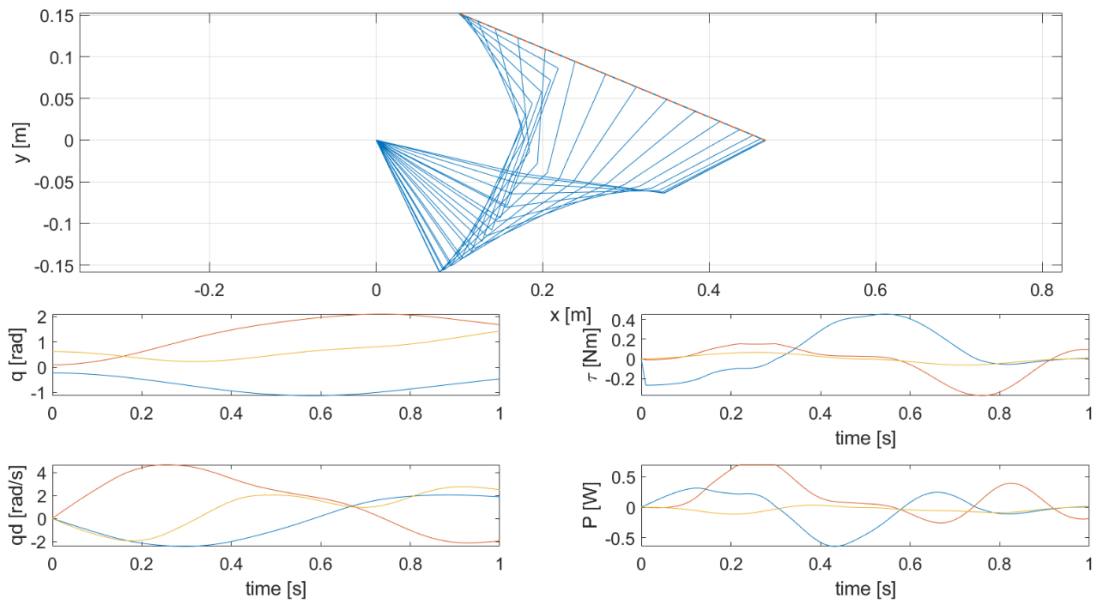 0.15
0.1
0.05
0
-0.05
-0.1
-0.15
y [m]
-0.2 0 0.2 0.4 0.6 0.8
x [m]
2
1
0
-1
q [rad]
0 0.2 0.4 0.6 0.8 1
0.4
0.2
0
-0.2
τ [Nm]
0 0.2 0.4 0.6 0.8 1
time [s]
4
2
0
-2
qd [rad/s]
0 0.2 0.4 0.6 0.8 1
time [s]
0.5
0
-0.5
P [W]
0 0.2 0.4 0.6 0.8 1
time [s]